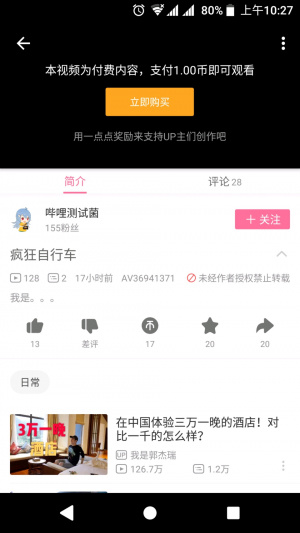 80% 上午10:27
本视频为付费内容，支付1.00币即可观看
立即购买
用一点点奖励来支持UP主们创作吧
简介
评论 28
哔哩测试菌
155粉丝
+ 关注
疯狂自行车
128 2 17小时前 AV36941371 未经作者授权禁止转载
我是。。。
13 差评 17 20 20
日常
3万一晚
酒店
在中国体验三万一晚的酒店！对
比一千的怎么样？
UP 我是郭杰瑞
126.7万 1.2万